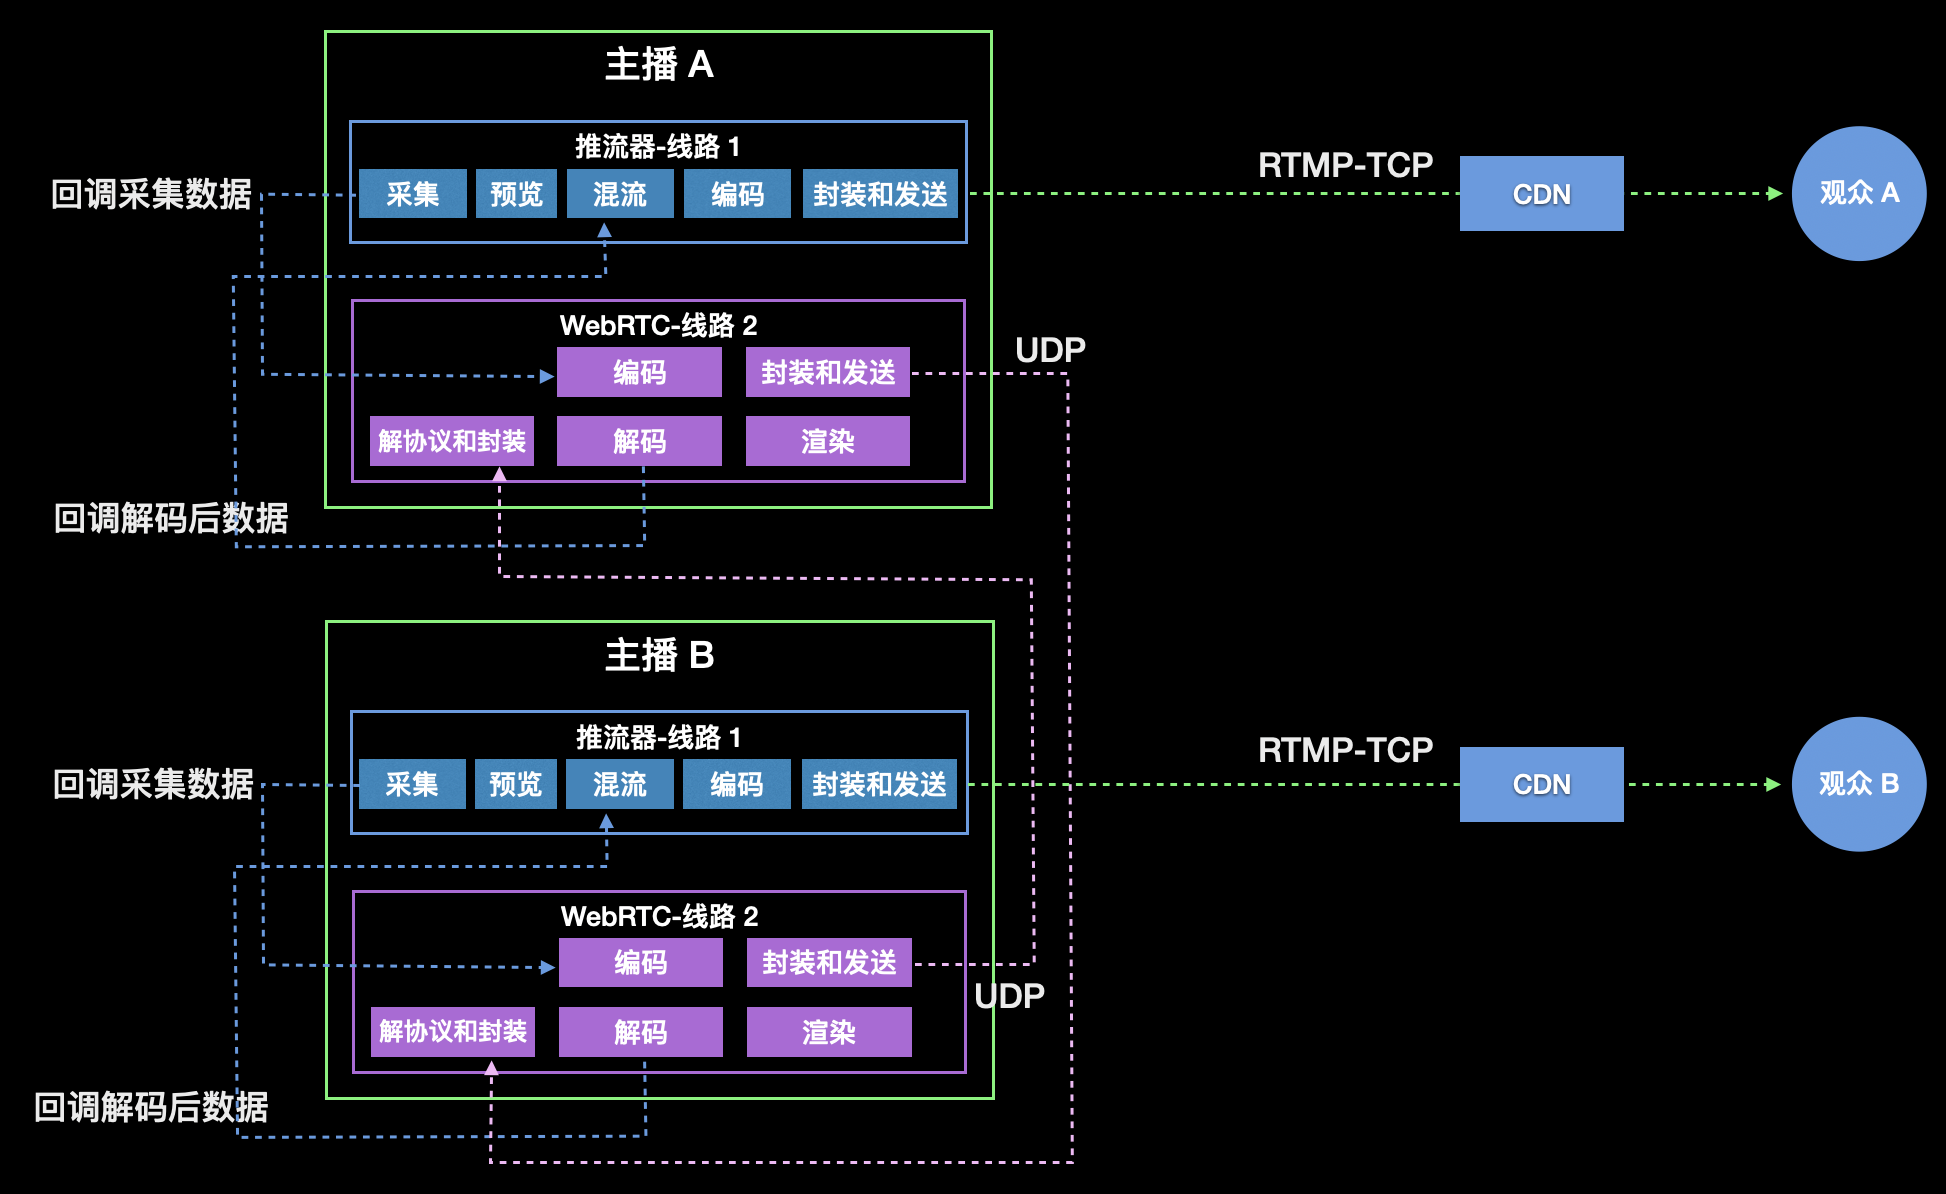 主播 A
推流器-线路 1
回调采集数据
采集
预览
混流
编码
封装和发送
RTMP-TCP
CDN
观众 A
WebRTC-线路 2
编码
封装和发送
UDP
解协议和封装
解码
渲染
回调解码后数据
主播 B
推流器-线路 1
回调采集数据
采集
预览
混流
编码
封装和发送
RTMP-TCP
CDN
观众 B
WebRTC-线路 2
编码
封装和发送
UDP
解协议和封装
解码
渲染
回调解码后数据